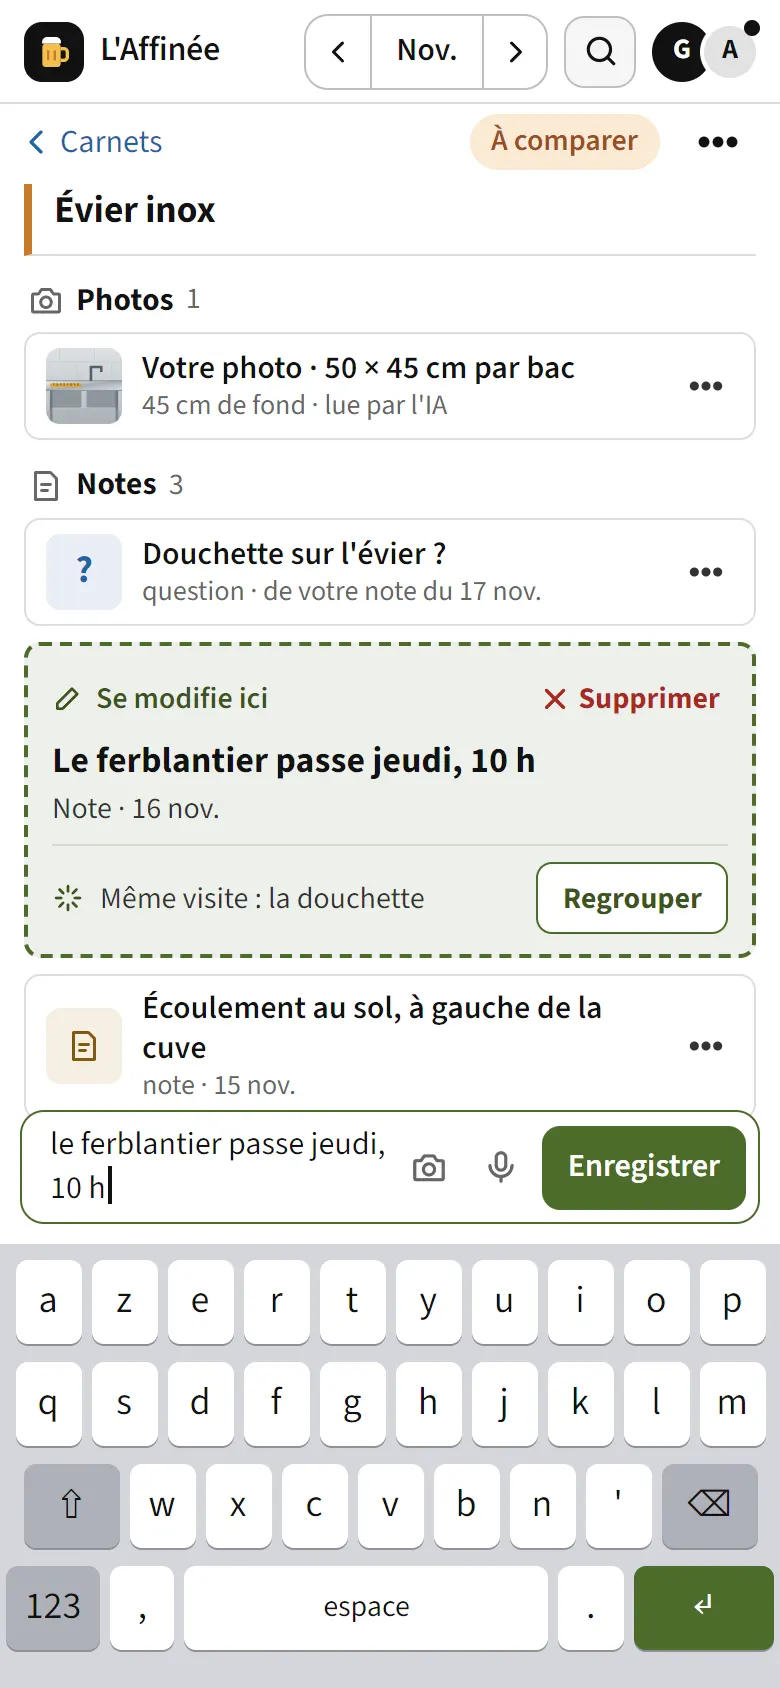 L'Affinée
Nov.
G
A
Carnets
À comparer
Évier inox
Photos 1
Votre photo · 50 × 45 cm par bac
45 cm de fond · lue par l'IA
Notes 3
?
Douchette sur l'évier ?
question · de votre note du 17 nov.
Se modifie ici
Supprimer
Le ferblantier passe jeudi, 10 h
Note · 16 nov.
Même visite : la douchette
Regrouper
Écoulement au sol, à gauche de la
cuve
note · 15 nov.
le ferblantier passe jeudi,
10 h
Enregistrer
a z e r t y u i o p
q s d f g h j k l m
⇧ w x c v b n ' ⌫
123 , espace . ↵